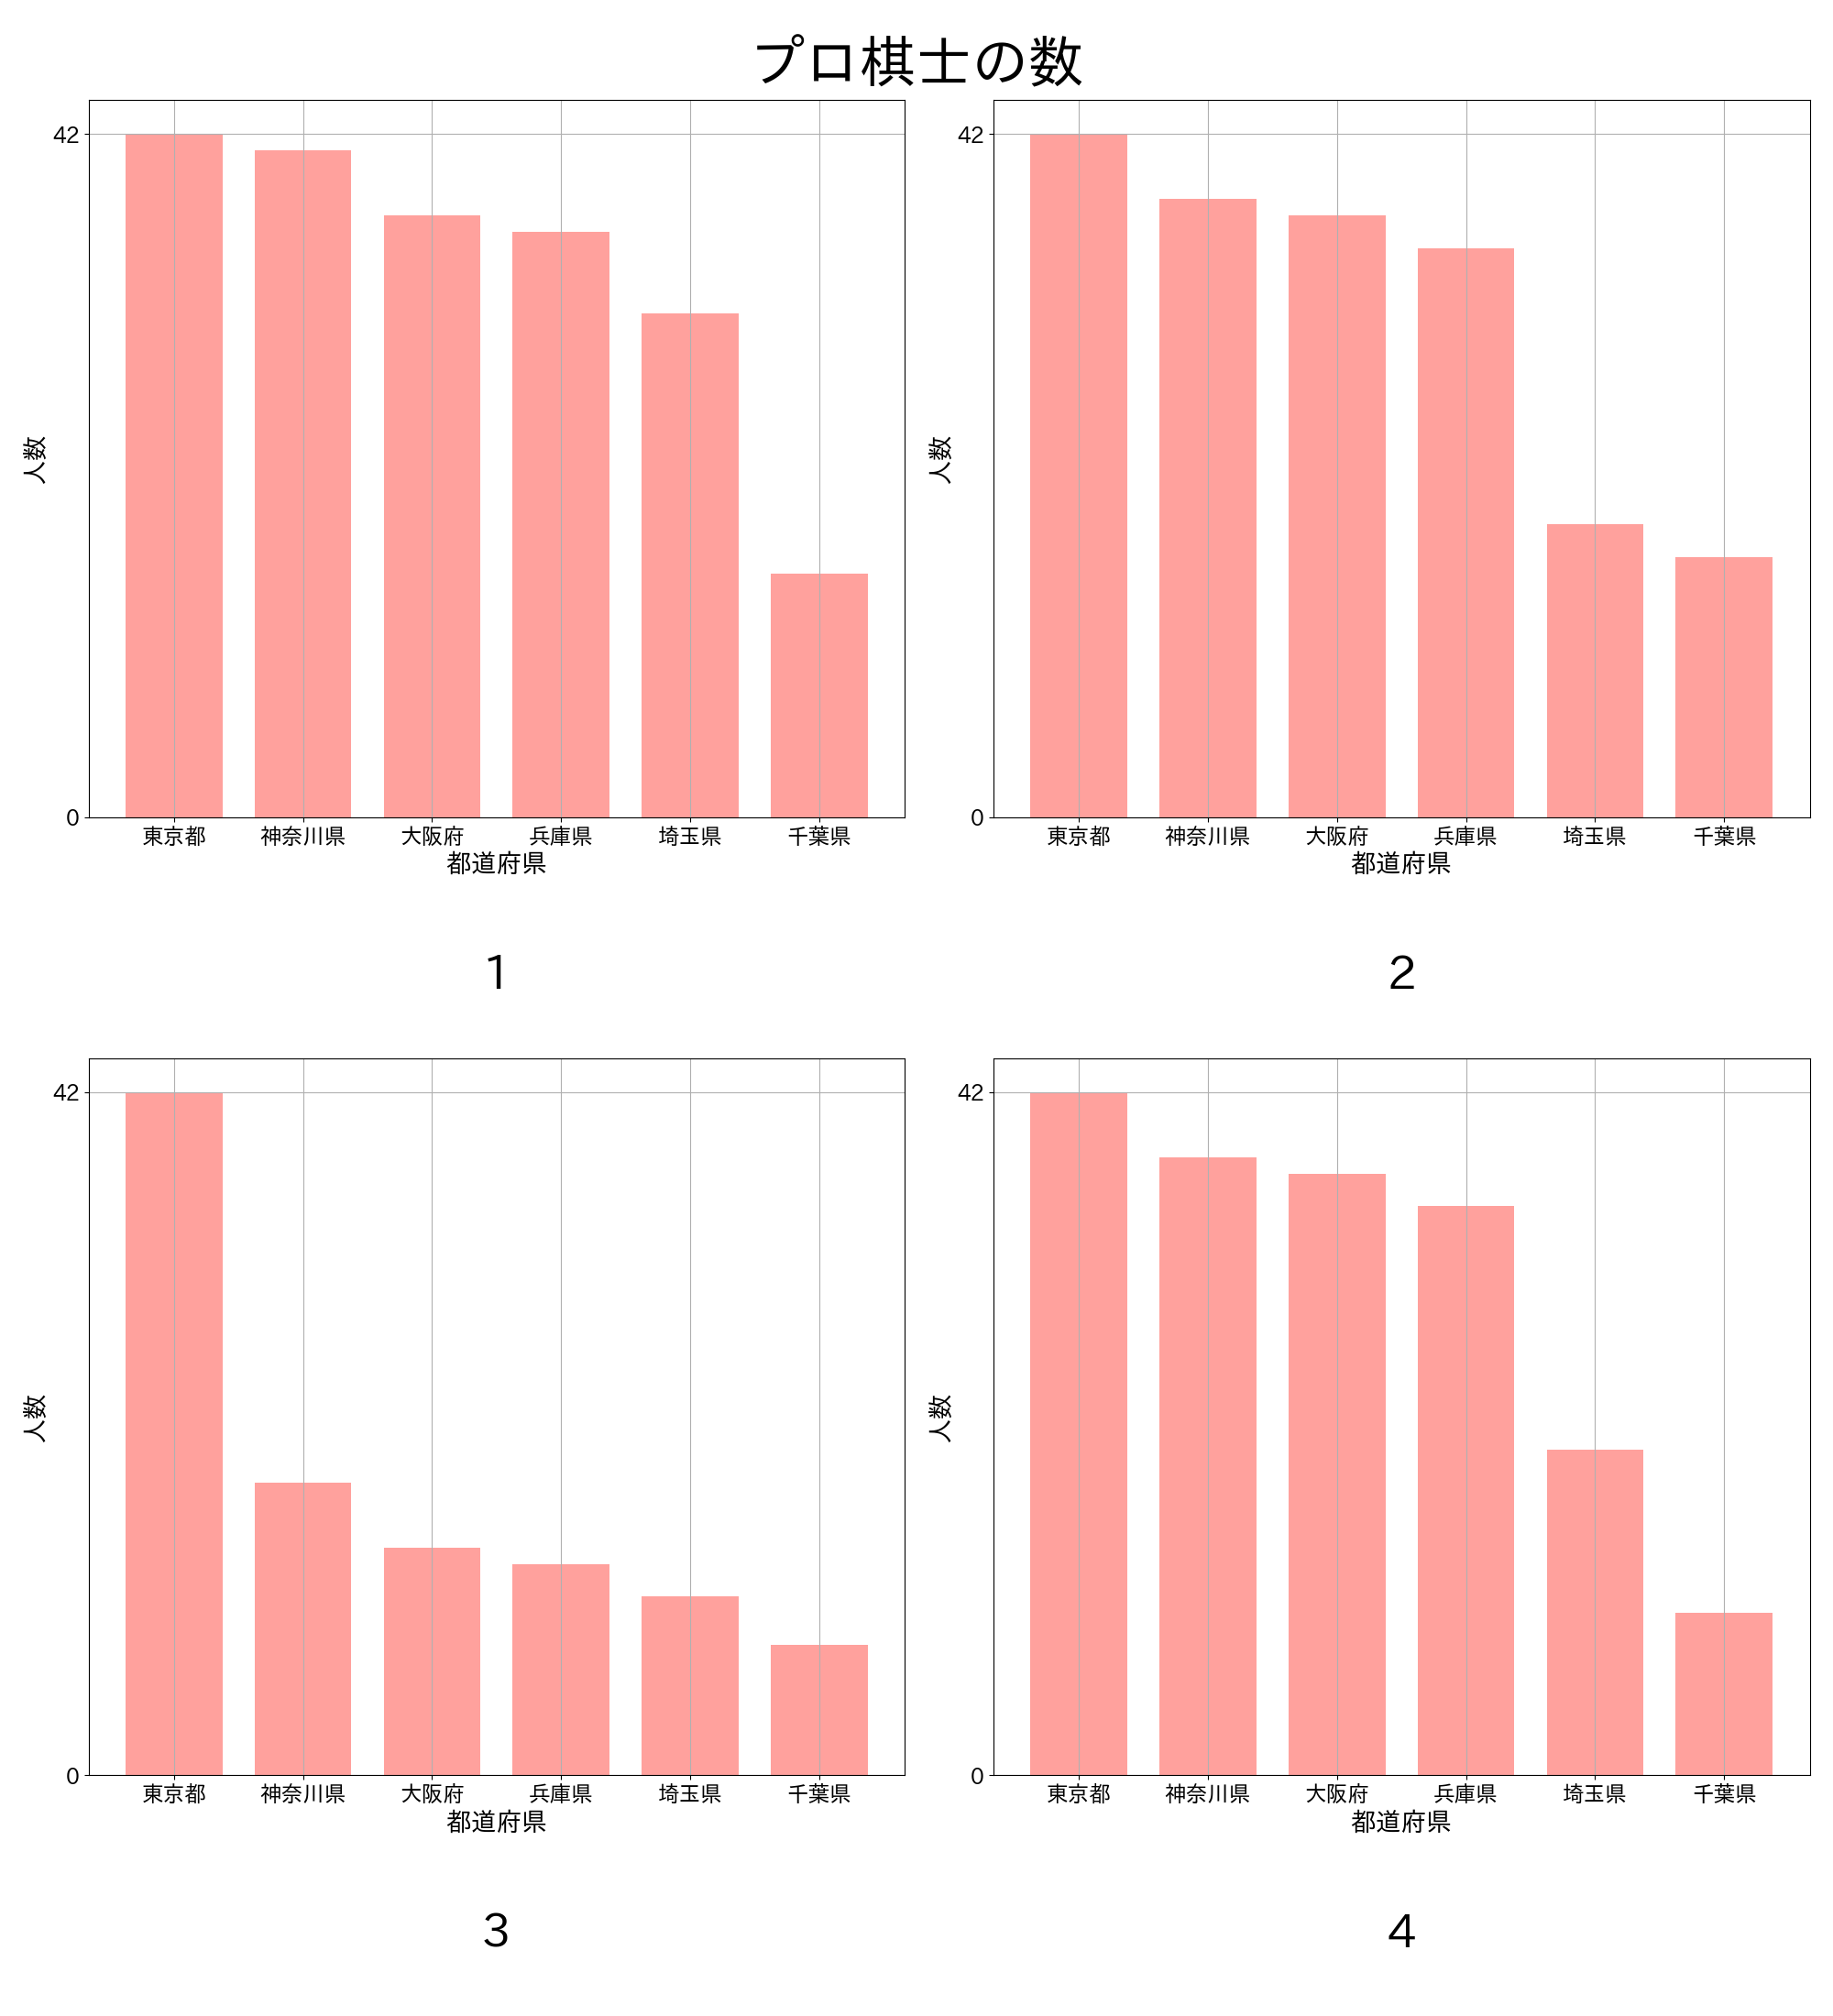 プロ棋士の数
42
0
人数
東京都 神奈川県 大阪府 兵庫県 埼玉県 千葉県
都道府県
1
42
0
人数
東京都 神奈川県 大阪府 兵庫県 埼玉県 千葉県
都道府県
2
42
0
人数
東京都 神奈川県 大阪府 兵庫県 埼玉県 千葉県
都道府県
3
42
0
人数
東京都 神奈川県 大阪府 兵庫県 埼玉県 千葉県
都道府県
4